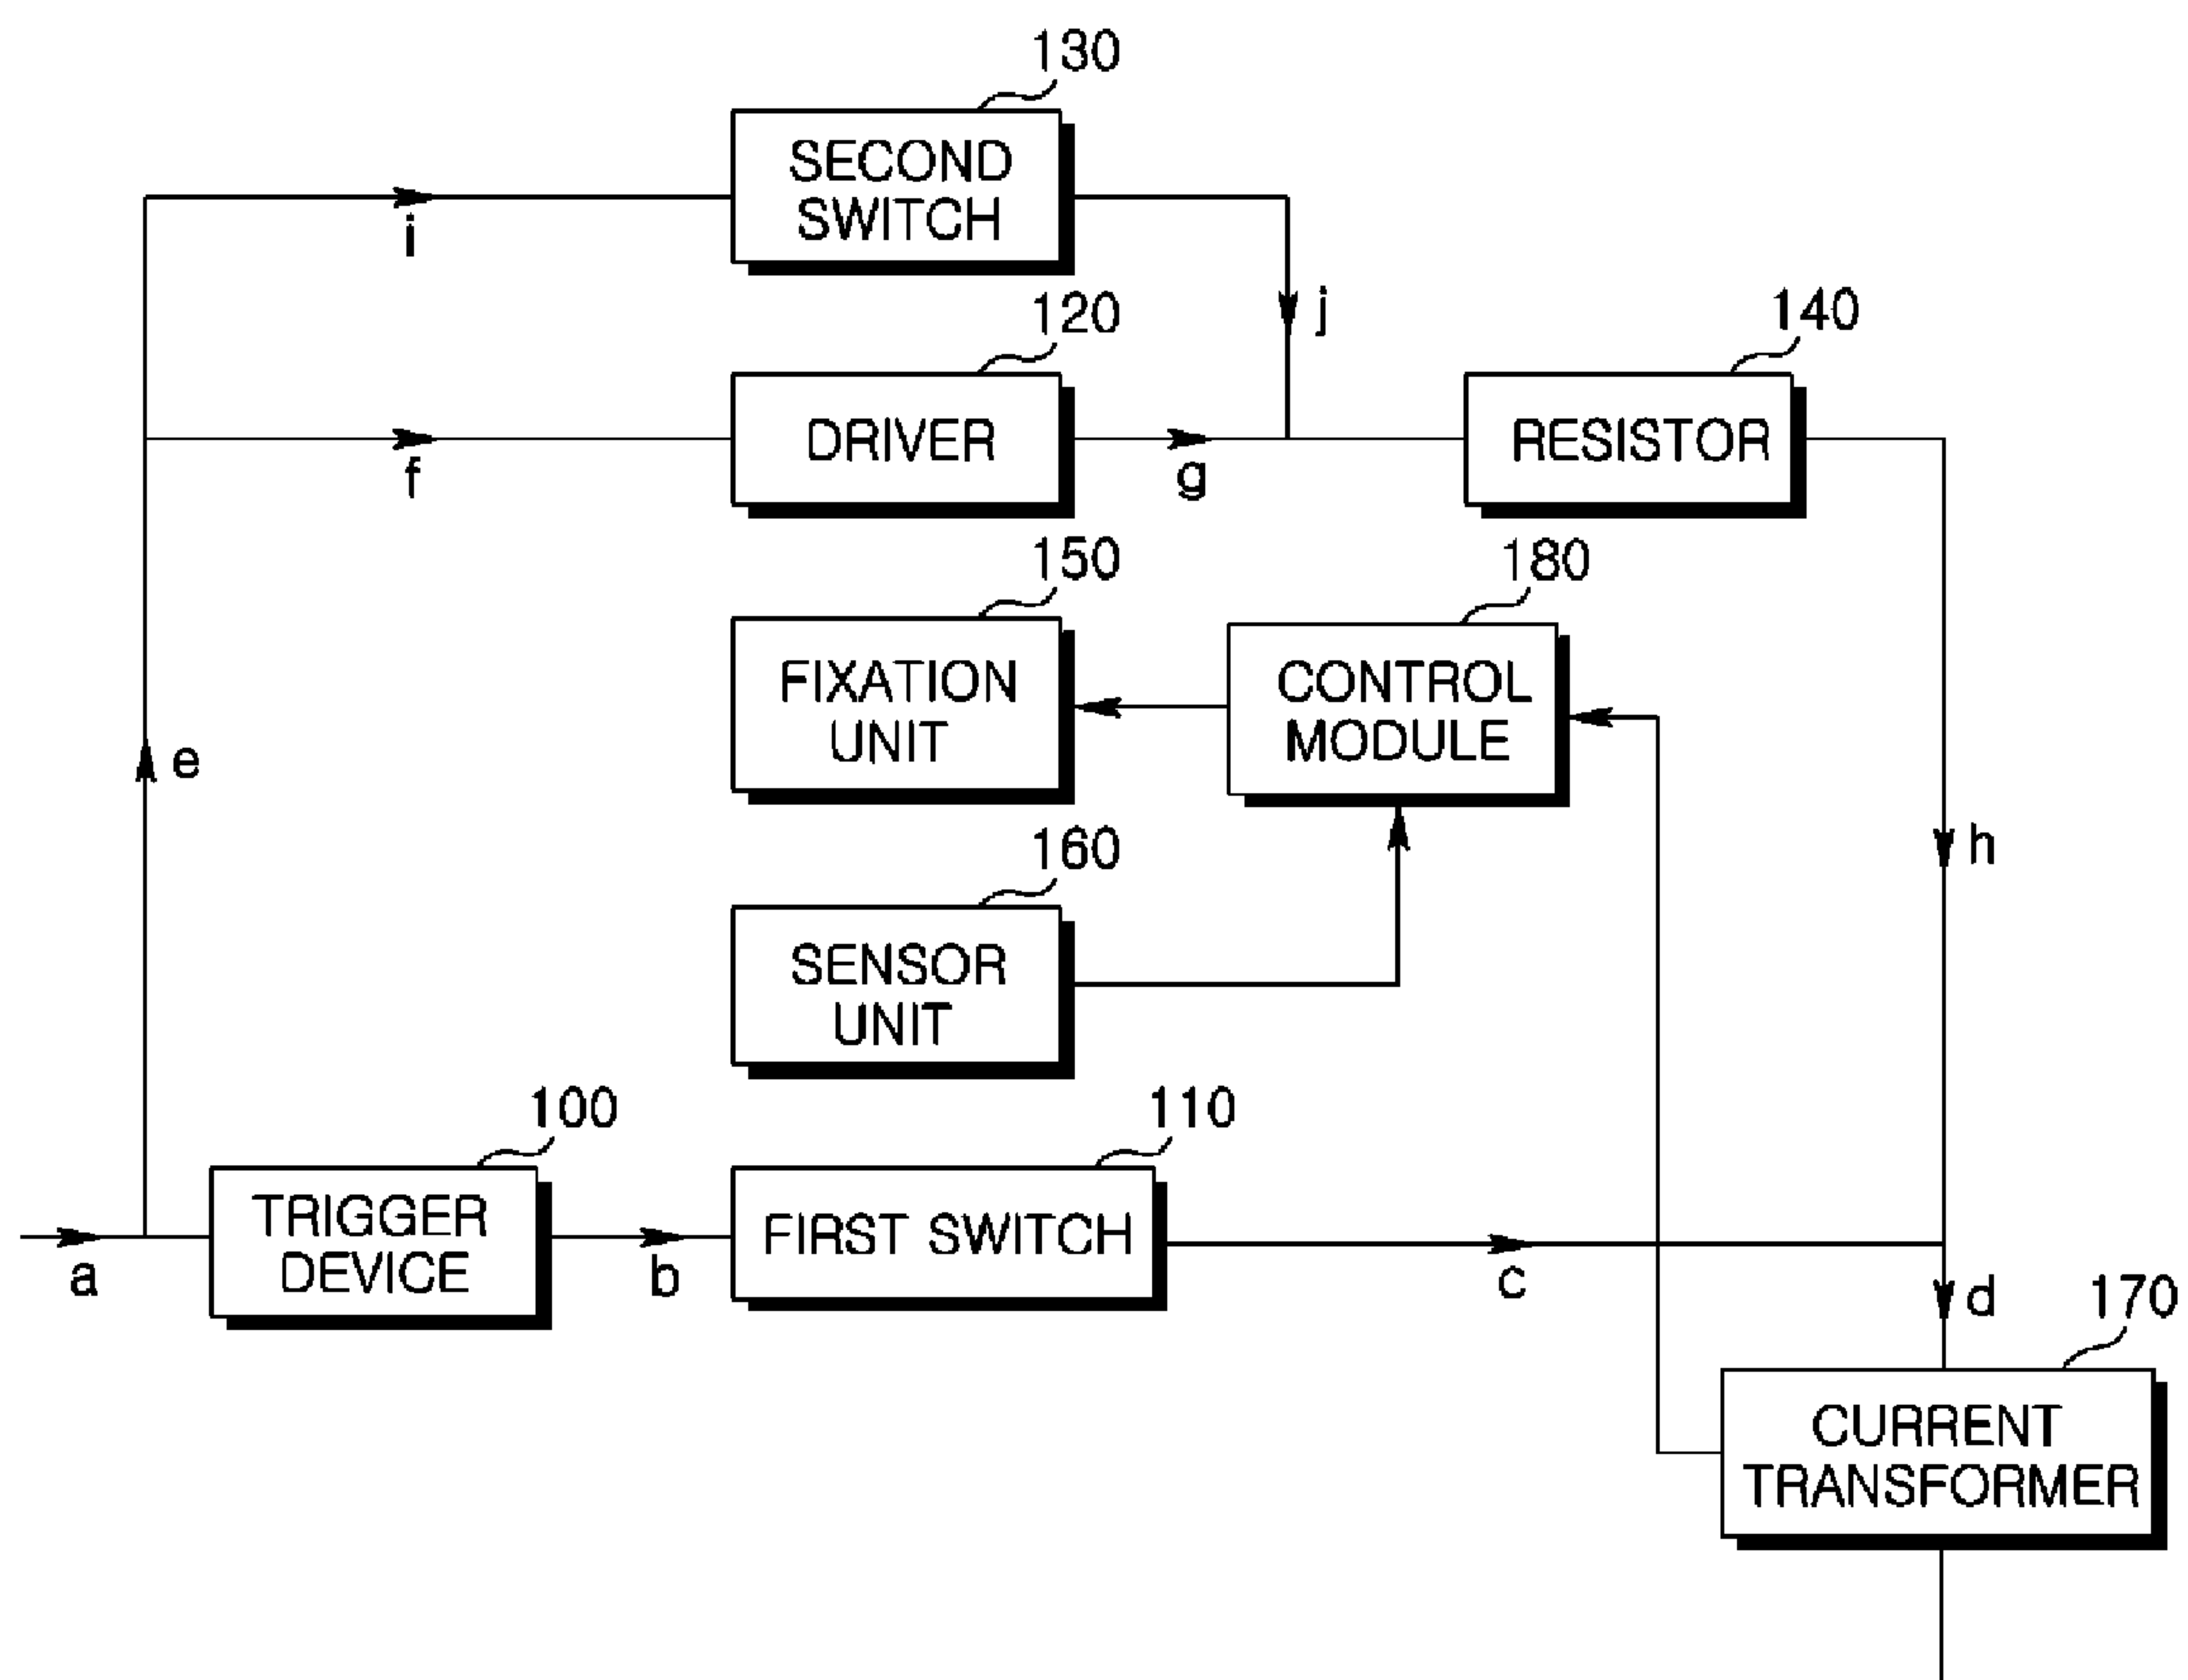 130
SECOND
SWITCH
i
j
120
140
DRIVER
RESISTOR
f
g
150
180
FIXATION
UNIT
CONTROL
MODULE
e
h
160
SENSOR
UNIT
100
110
TRIGGER
DEVICE
FIRST SWITCH
a
b
c
d
170
CURRENT
TRANSFORMER